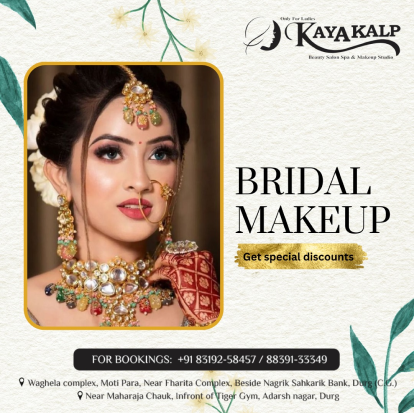 Only For Ladies
KAYAKALP
Beauty Salon Spa & Makeup Studio
BRIDAL
MAKEUP
Get special discounts
FOR BOOKINGS: +91 83192-58457 / 88391-33349
Waghela complex, Moti Para, Near Fharita Complex, Beside Nagrik Sahkarik Bank, Durg (C.G.)
Near Maharaja Chauk, Infront of Tiger Gym, Adarsh nagar, Durg